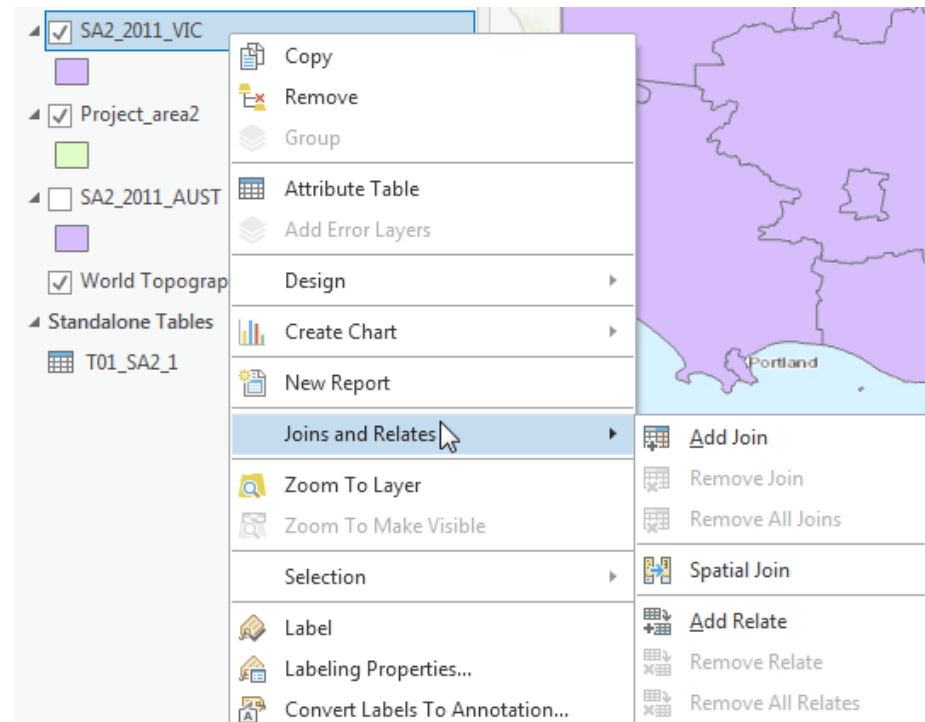 SA2_2011_VIC
Project_area2
SA2_2011_AUST
World Topograp
Standalone Tables
T01_SA2_1
Copy
Remove
Group
Attribute Table
Add Error Layers
Design
Create Chart
New Report
Joins and Relates
Zoom To Layer
Zoom To Make Visible
Selection
Label
Labeling Properties...
Convert Labels To Annotation...
Add Join
Remove Join
Remove All Joins
Spatial Join
Add Relate
Remove Relate
Remove All Relates
Portland